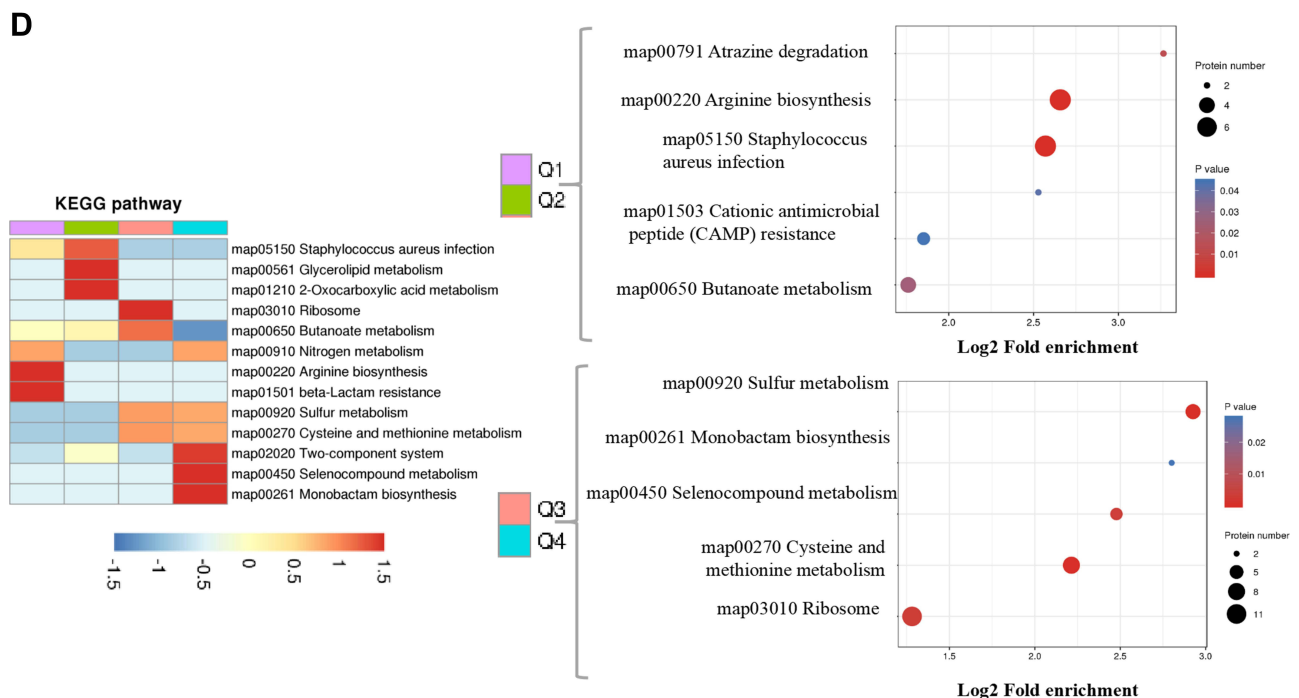 D
KEGG pathway
map05150 Staphylococcus aureus infection
map00561 Glycerolipid metabolism
map01210 2-Oxocarboxylic acid metabolism
map03010 Ribosome
map00650 Butanoate metabolism
map00910 Nitrogen metabolism
map00220 Arginine biosynthesis
map01501 beta-Lactam resistance
map00920 Sulfur metabolism
map00270 Cysteine and methionine metabolism
map02020 Two-component system
map00450 Selenocompound metabolism
map00261 Monobactam biosynthesis
-1.5 -1 -0.5 0 0.5 1 1.5
Q1
Q2
map00791 Atrazine degradation
map00220 Arginine biosynthesis
map05150 Staphylococcus
aureus infection
map01503 Cationic antimicrobial
peptide (CAMP) resistance
map00650 Butanoate metabolism
2.0 2.5 3.0
Log2 Fold enrichment
Protein number
2
4
6
P value
0.04
0.03
0.02
0.01
Q3
Q4
map00920 Sulfur metabolism
map00261 Monobactam biosynthesis
map00450 Selenocompound metabolism
map00270 Cysteine and
methionine metabolism
map03010 Ribosome
1.5 2.0 2.5 3.0
Log2 Fold enrichment
P value
0.02
0.01
Protein number
2
5
8
11